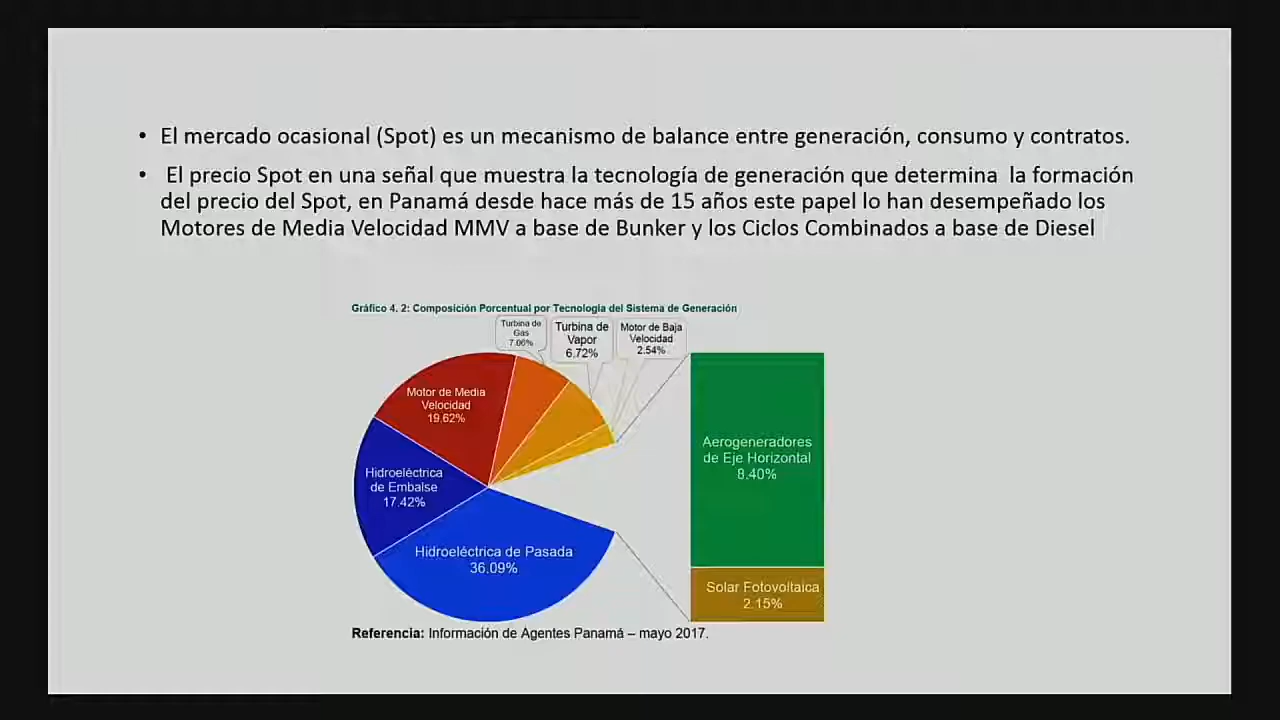 • El mercado ocasional (Spot) es un mecanismo de balance entre generación, consumo y contratos.
• El precio Spot en una señal que muestra la tecnología de generación que determina la formación
del precio del Spot, en Panamá desde hace más de 15 años este papel lo han desempeñado los
Motores de Media Velocidad MMV a base de Bunker y los Ciclos Combinados a base de Diesel
Gráfico 4. 2: Composición Porcentual por Tecnología del Sistema de Generación
Turbina de
Gas
7.06%
Turbina de
Vapor
6.72%
Motor de Baja
Velocidad
2.54%
Motor de Media
Velocidad
19.62%
Hidroeléctrica
de Embalse
17.42%
Hidroeléctrica de Pasada
36.09%
Aerogeneradores
de Eje Horizontal
8.40%
Solar Fotovoltaica
2.15%
Referencia: Información de Agentes Panamá – mayo 2017.